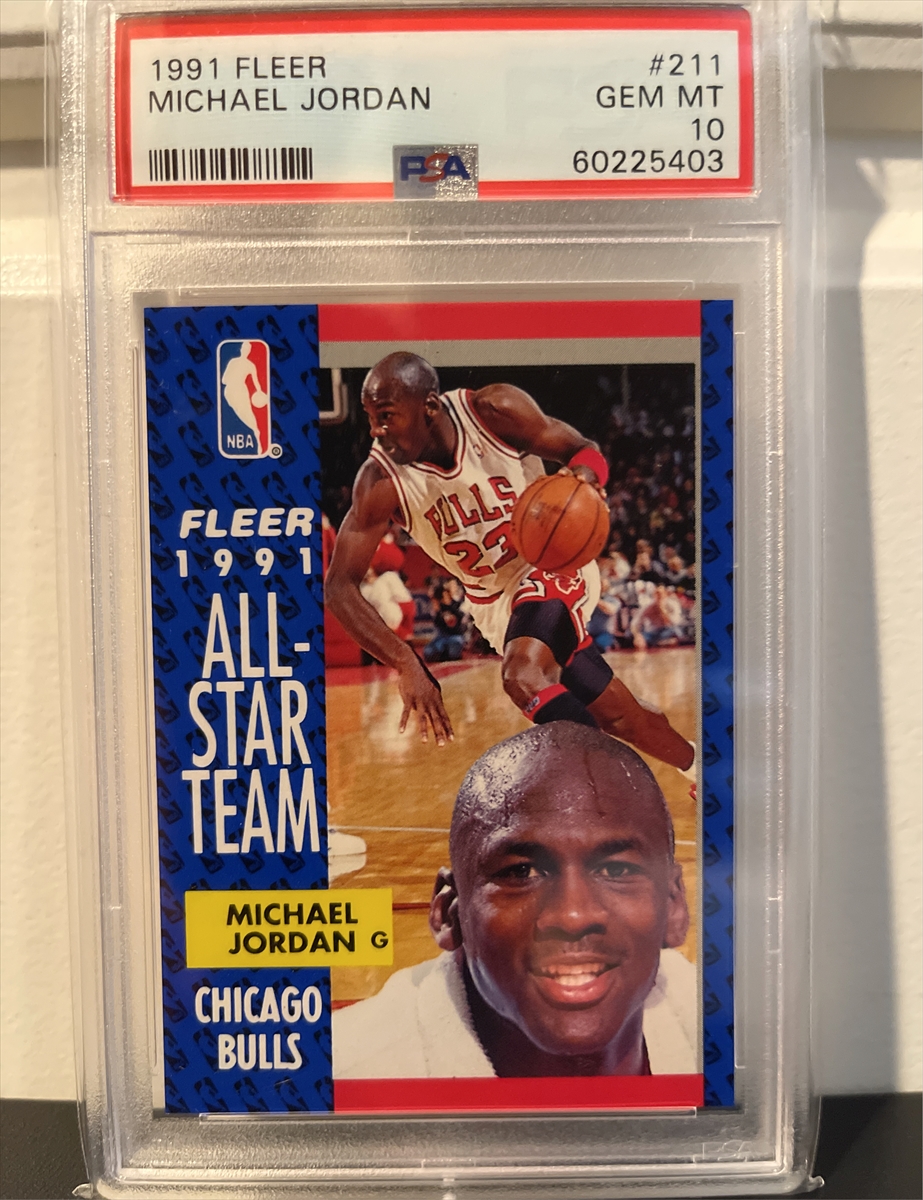 1991 FLEER #211
MICHAEL JORDAN GEM MT
10
60225403
PSA
NBA
®
FLEER
1991
ALL-
STAR
TEAM
BULLS
23
MICHAEL
JORDAN G
CHICAGO
BULLS